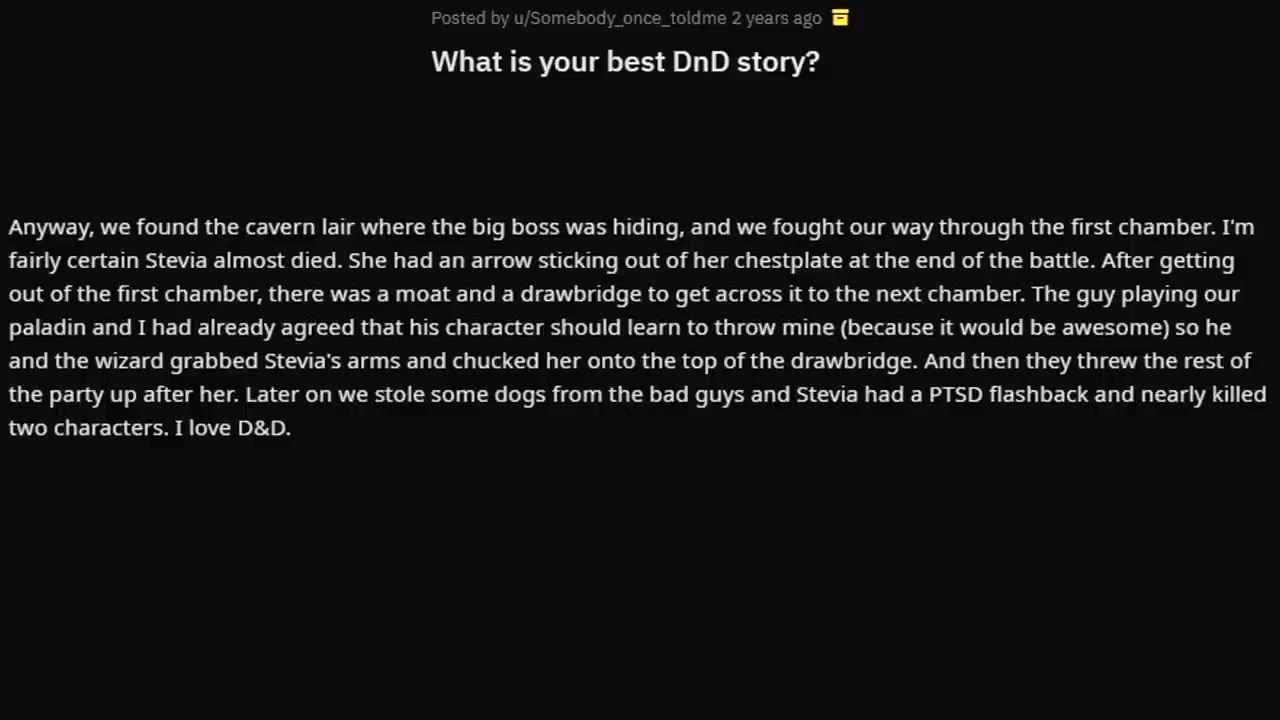 Posted by u/Somebody_once_toldme 2 years ago
What is your best DnD story?
Anyway, we found the cavern lair where the big boss was hiding, and we fought our way through the first chamber. I'm
fairly certain Stevia almost died. She had an arrow sticking out of her chestplate at the end of the battle. After getting
out of the first chamber, there was a moat and a drawbridge to get across it to the next chamber. The guy playing our
paladin and I had already agreed that his character should learn to throw mine (because it would be awesome) so he
and the wizard grabbed Stevia's arms and chucked her onto the top of the drawbridge. And then they threw the rest of
the party up after her. Later on we stole some dogs from the bad guys and Stevia had a PTSD flashback and nearly killed
two characters. I love D&D.